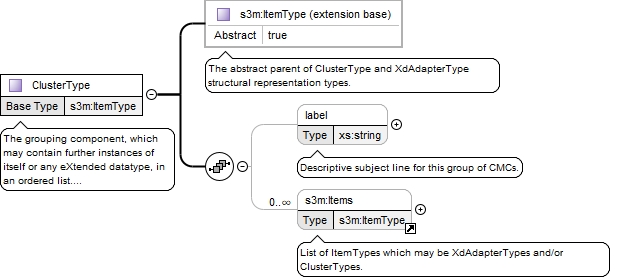 s3m:ItemType (extension base)
Abstract true
The abstract parent of ClusterType and XdAdapterType
structural representation types.
ClusterType
Base Type s3m:ItemType
The grouping component, which
may contain further instances of
itself or any eXtended datatype, in
an ordered list....
label
Type xs:string
Descriptive subject line for this group of CMCs.
0..∞
s3m:Items
Type s3m:ItemType
List of ItemTypes which may be XdAdapterTypes and/or
ClusterTypes.